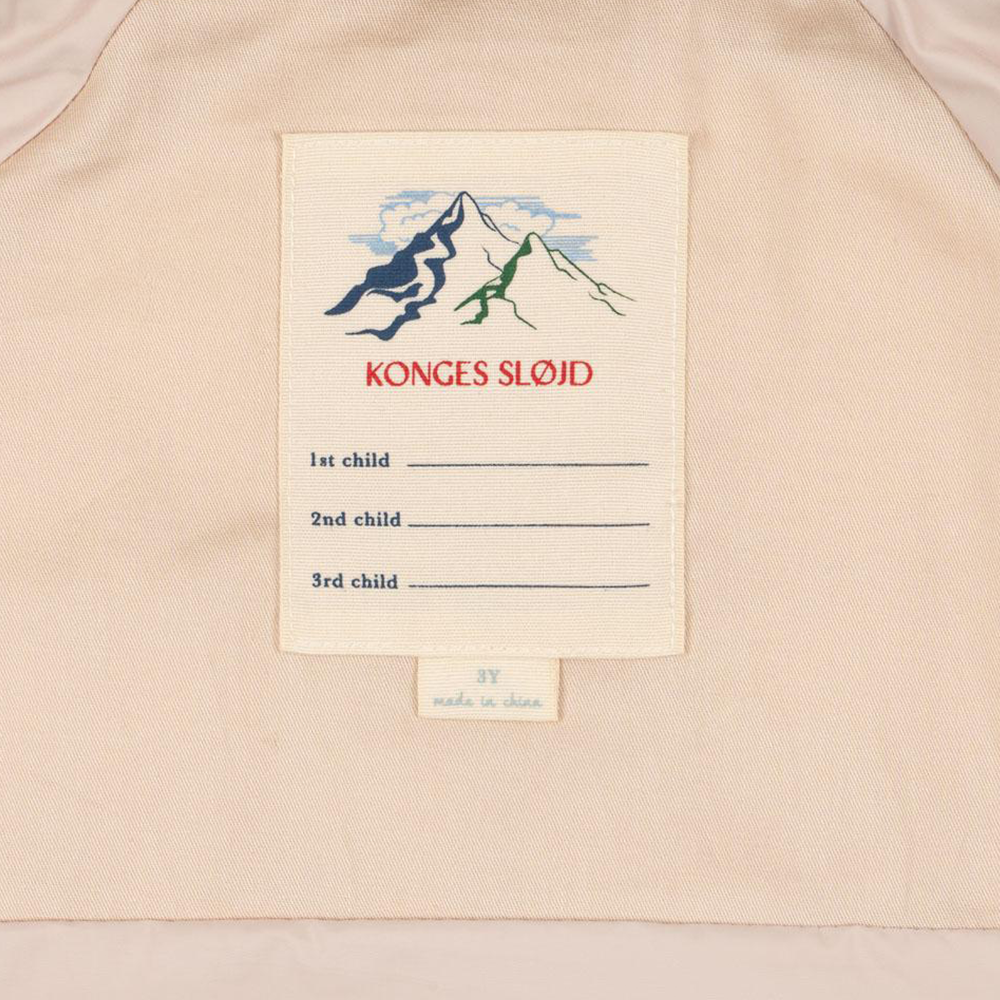 KONGES SLØJD
1st child
2nd child
3rd child
3Y
made in china